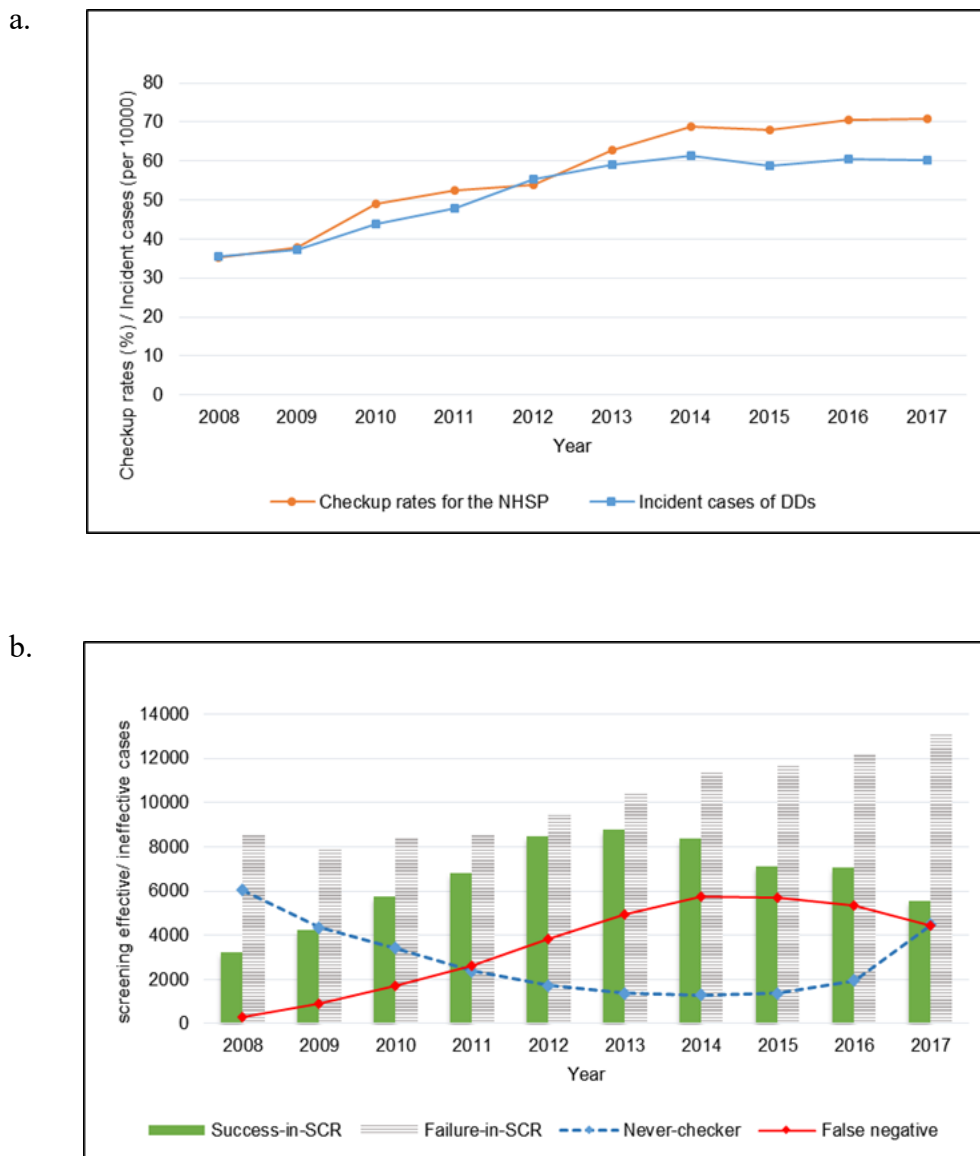 a.
Checkup rates (%) / Incident cases (per 10000)
80
70
60
50
40
30
20
10
0
2008 2009 2010 2011 2012 2013 2014 2015 2016 2017
Year
Checkup rates for the NHSP Incident cases of DDs
b.
screening effective/ ineffective cases
14000
12000
10000
8000
6000
4000
2000
0
2008 2009 2010 2011 2012 2013 2014 2015 2016 2017
Year
Success-in-SCR Failure-in-SCR Never-checker False negative